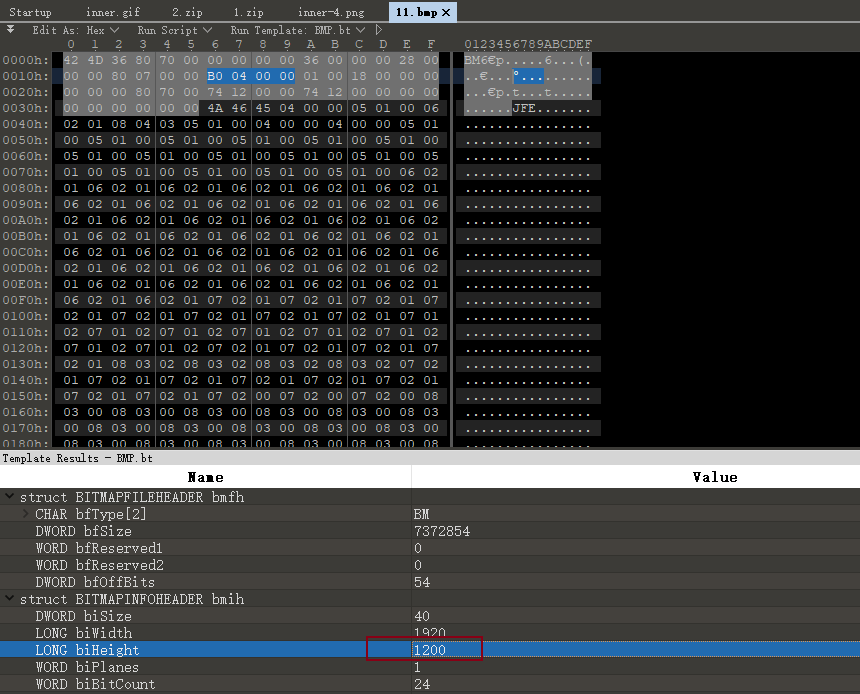 Startup inner.gif 2.zip 1.zip inner-4.png 11.bmp ×
Edit As: Hex Run Script Run Template: BMP.bt
0 1 2 3 4 5 6 7 8 9 A B C D E F 0123456789ABCDEF
0000h: 42 4D 36 80 70 00 00 00 00 00 36 00 00 00 28 00 BM6€p.....6...(.
0010h: 00 00 80 07 00 00 B0 04 00 00 01 00 18 00 00 00 ..€...°.........
0020h: 00 00 00 80 70 00 74 12 00 00 74 12 00 00 00 00 ...€p.t...t.....
0030h: 00 00 00 00 00 00 4A 46 45 04 00 00 05 01 00 06 ......JFE.......
0040h: 02 01 08 04 03 05 01 00 04 00 00 04 00 00 05 01 ................
0050h: 00 05 01 00 05 01 00 05 01 00 05 01 00 05 01 00 ................
0060h: 05 01 00 05 01 00 05 01 00 05 01 00 05 01 00 05 ................
0070h: 01 00 05 01 00 05 01 00 05 01 00 05 01 00 06 02 ................
0080h: 01 06 02 01 06 02 01 06 02 01 06 02 01 06 02 01 ................
0090h: 06 02 01 06 02 01 06 02 01 06 02 01 06 02 01 06 ................
00A0h: 02 01 06 02 01 06 02 01 06 02 01 06 02 01 06 02 ................
00B0h: 01 06 02 01 06 02 01 06 02 01 06 02 01 06 02 01 ................
00C0h: 06 02 01 06 02 01 06 02 01 06 02 01 06 02 01 06 ................
00D0h: 02 01 06 02 01 06 02 01 06 02 01 06 02 01 06 02 ................
00E0h: 01 06 02 01 06 02 01 06 02 01 06 02 01 06 02 01 ................
00F0h: 06 02 01 06 02 01 07 02 01 07 02 01 07 02 01 07 ................
0100h: 02 01 07 02 01 07 02 01 07 02 01 07 02 01 07 02 ................
0110h: 02 07 01 02 07 01 02 07 01 02 07 01 02 07 01 02 ................
0120h: 07 01 02 07 01 02 07 02 01 07 02 01 07 02 01 07 ................
0130h: 02 01 08 03 02 08 03 02 08 03 02 08 03 02 07 02 ................
0140h: 01 07 02 01 07 02 01 07 02 01 07 02 01 07 02 01 ................
0150h: 07 02 01 07 02 01 07 02 00 07 02 00 07 02 00 08 ................
0160h: 03 00 08 03 00 08 03 00 08 03 00 08 03 00 08 03 ................
0170h: 00 08 03 00 08 03 00 08 03 00 08 03 00 08 03 00 ................
0180h: 08 03 00 08 03 00 08 03 00 08 03 00 08 03 00 08 ................
Template Results - BMP.bt
Name Value
struct BITMAPFILEHEADER bmfh
CHAR bfType[2] BM
DWORD bfSize 7372854
WORD bfReserved1 0
WORD bfReserved2 0
DWORD bfOffBits 54
struct BITMAPINFOHEADER bmih
DWORD biSize 40
LONG biWidth 1920
LONG biHeight 1200
WORD biPlanes 1
WORD biBitCount 24